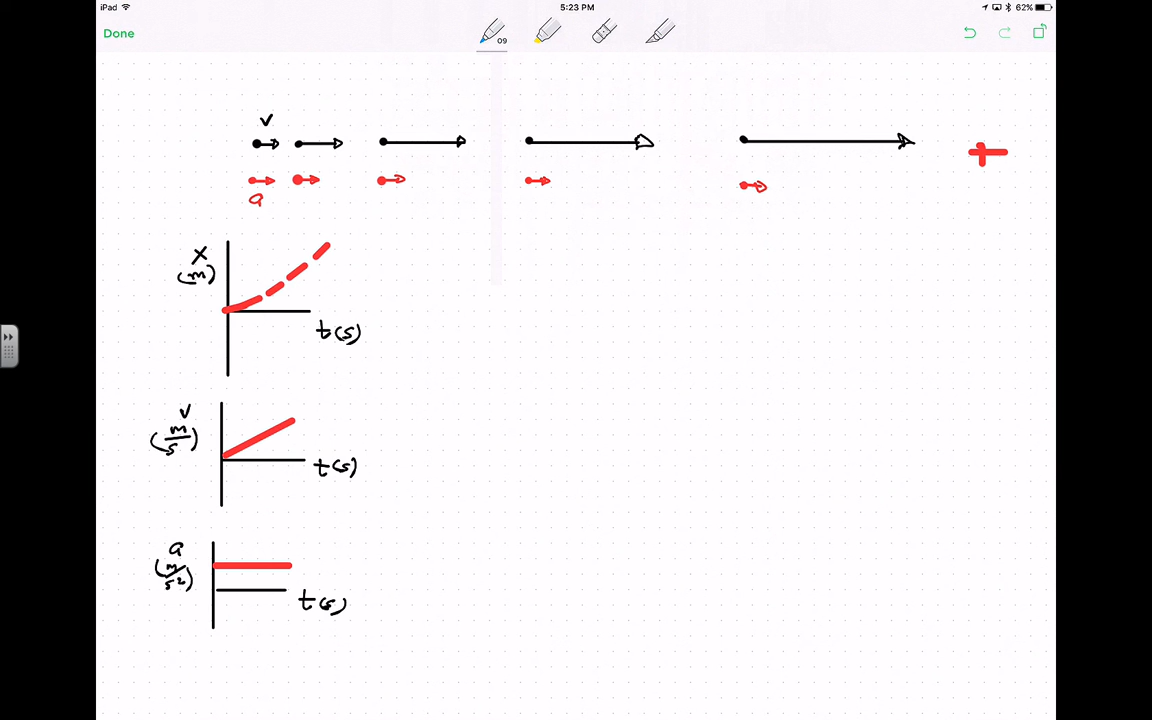 iPad 5:23 PM 62%
Done
09
v
+
a
x
(m)
t(s)
v
(m/s)
t(s)
a
(m/s²)
t(s)